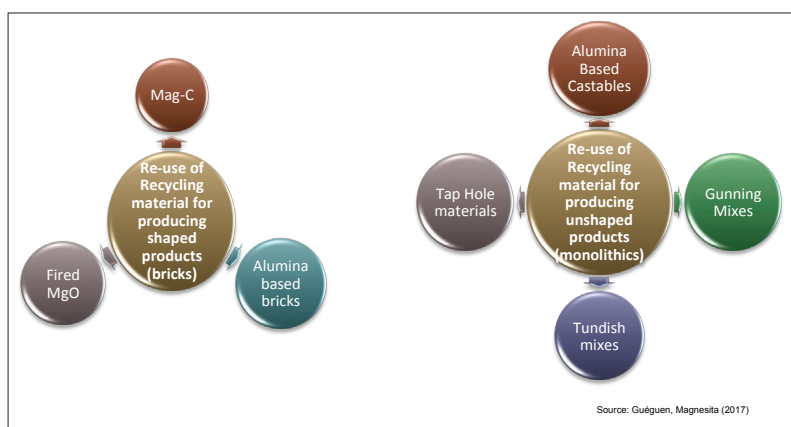 Mag-C
Re-use of
Recycling
material for
producing
shaped
products
(bricks)
Fired
MgO
Alumina
based
bricks
Alumina
Based
Castables
Tap Hole
materials
Re-use of
Recycling
material for
producing
unshaped
products
(monolithics)
Gunning
Mixes
Tundish
mixes
Source: Guéguen, Magnesita (2017)